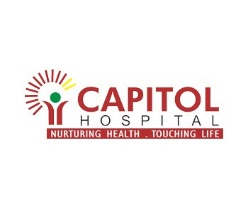 CAPITOL
HOSPITAL
NURTURING HEALTH . TOUCHING LIFE